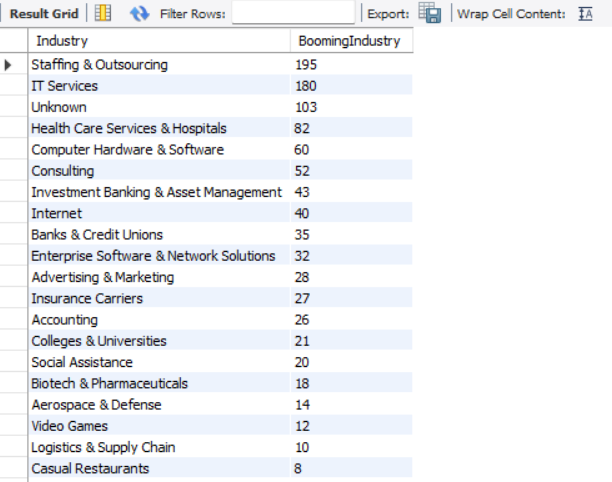 Result Grid Filter Rows: Export: Wrap Cell Content: IA
Industry BoomingIndustry
Staffing & Outsourcing 195
IT Services 180
Unknown 103
Health Care Services & Hospitals 82
Computer Hardware & Software 60
Consulting 52
Investment Banking & Asset Management 43
Internet 40
Banks & Credit Unions 35
Enterprise Software & Network Solutions 32
Advertising & Marketing 28
Insurance Carriers 27
Accounting 26
Colleges & Universities 21
Social Assistance 20
Biotech & Pharmaceuticals 18
Aerospace & Defense 14
Video Games 12
Logistics & Supply Chain 10
Casual Restaurants 8